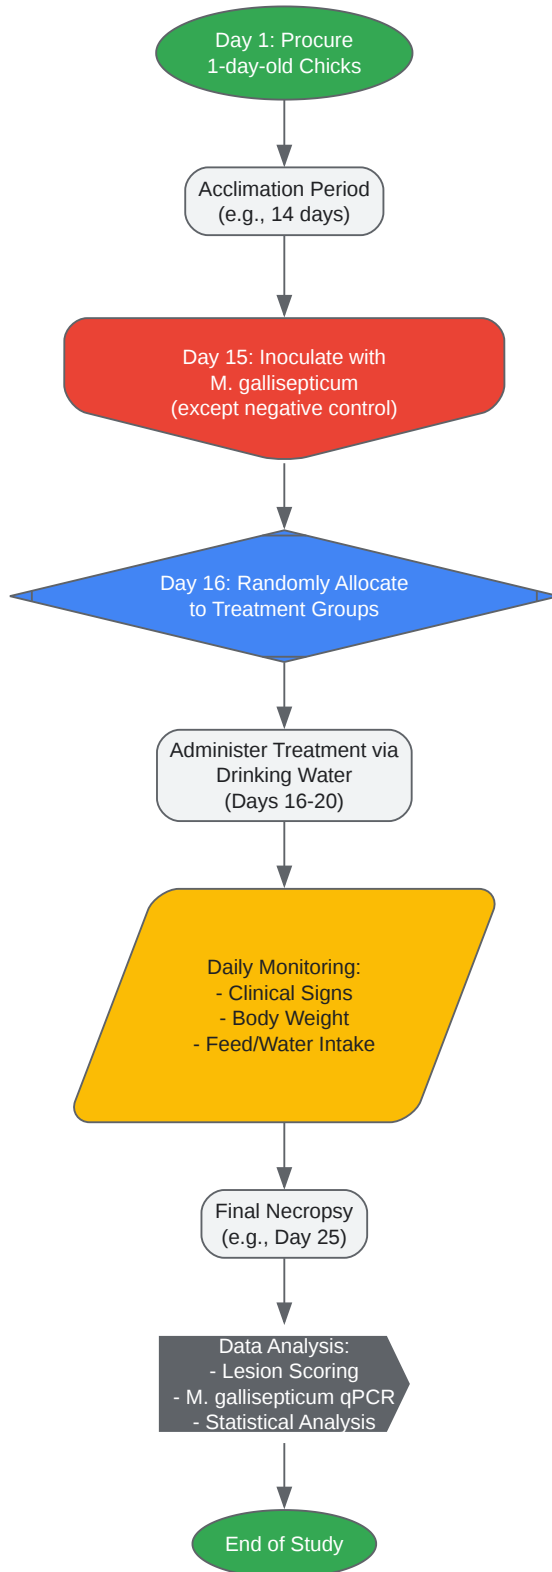 Day 1: Procure
1-day-old Chicks
Acclimation Period
(e.g., 14 days)
Day 15: Inoculate with
M. gallisepticum
(except negative control)
Day 16: Randomly Allocate
to Treatment Groups
Administer Treatment via
Drinking Water
(Days 16-20)
Daily Monitoring:
- Clinical Signs
- Body Weight
- Feed/Water Intake
Final Necropsy
(e.g., Day 25)
Data Analysis:
- Lesion Scoring
- M. gallisepticum qPCR
- Statistical Analysis
End of Study